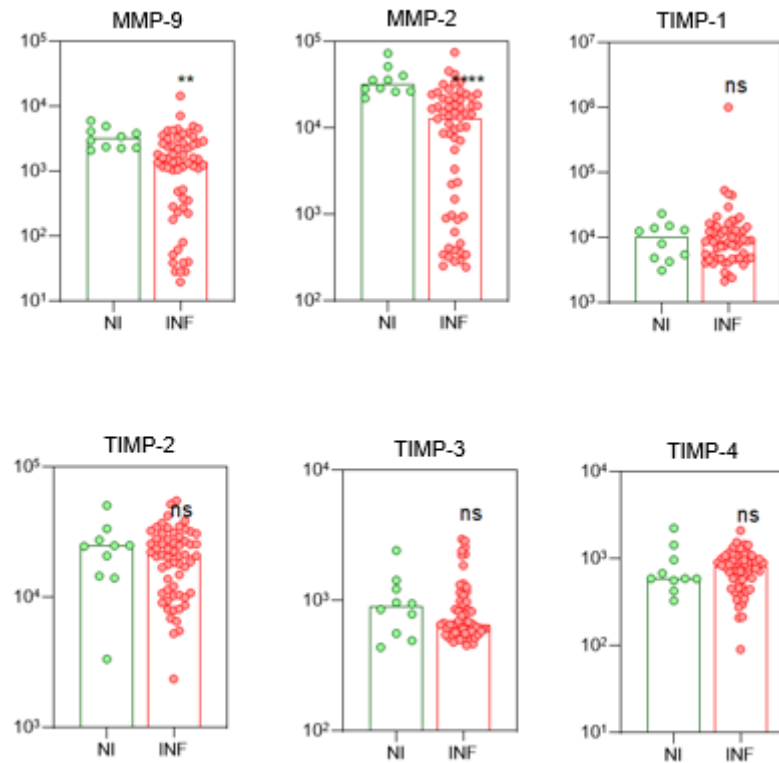 MMP-9
10⁵
10⁴
10³
10²
10¹
**
NI INF
MMP-2
10⁵
10⁴
10³
10²
****
NI INF
TIMP-1
10⁷
10⁶
10⁵
10⁴
10³
ns
NI INF
TIMP-2
10⁵
10⁴
10³
ns
NI INF
TIMP-3
10⁴
10³
10²
ns
NI INF
TIMP-4
10⁴
10³
10²
10¹
ns
NI INF